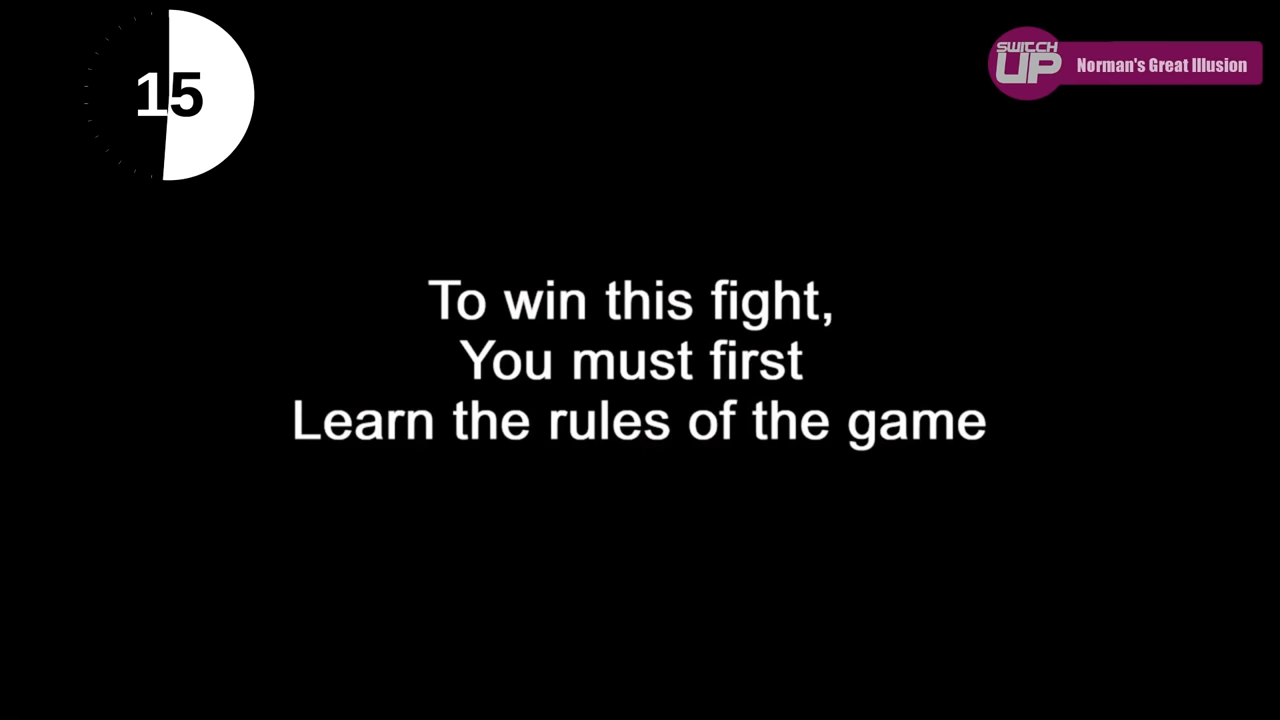 15
SWITCH
UP
Norman's Great Illusion
To win this fight,
You must first
Learn the rules of the game